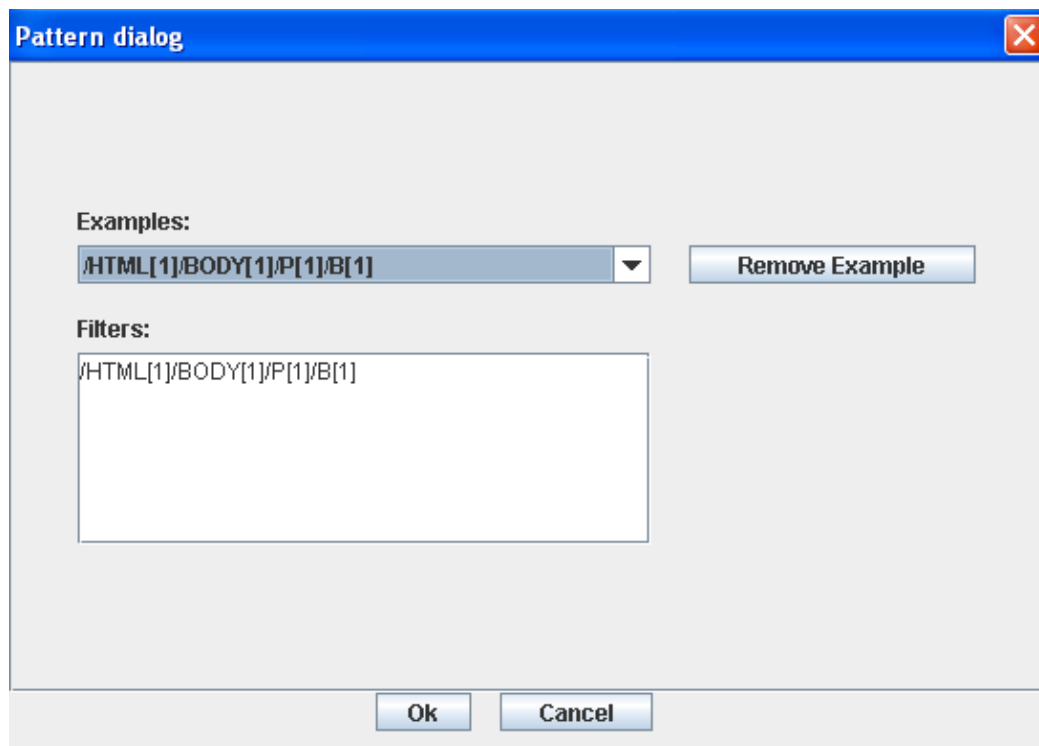 Pattern dialog
Examples:
/HTML[1]/BODY[1]/P[1]/B[1]
Remove Example
Filters:
/HTML[1]/BODY[1]/P[1]/B[1]
Ok
Cancel